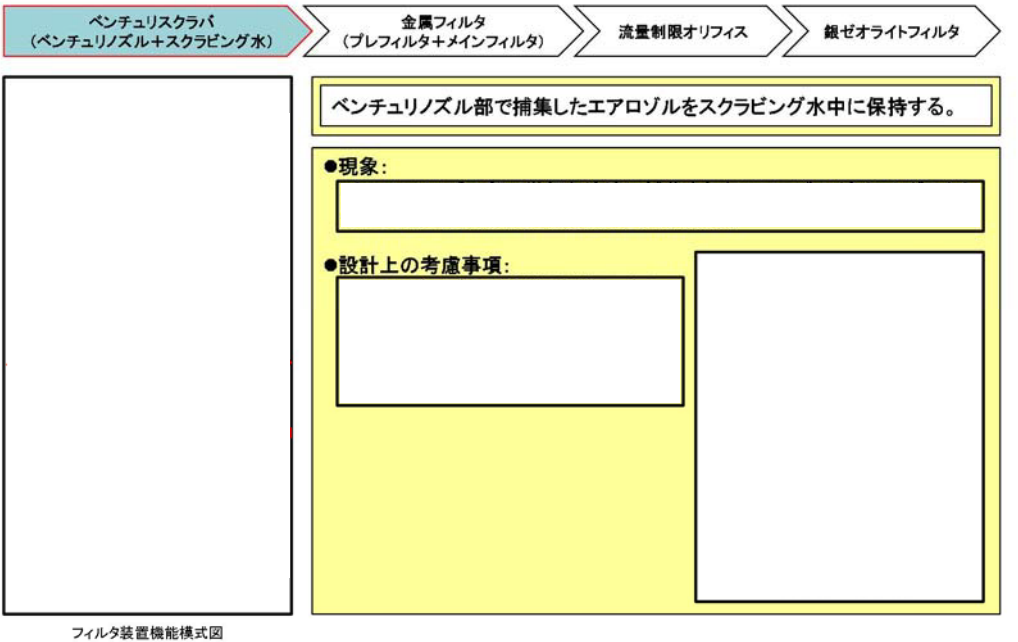 ベンチュリスクラバ
（ベンチュリノズル＋スクラビング水）
金属フィルタ
（プレフィルタ＋メインフィルタ）
流量制限オリフィス
銀ゼオライトフィルタ
ベンチュリノズル部で捕集したエアロゾルをスクラビング水中に保持する。
●現象：
●設計上の考慮事項：
フィルタ装置機能模式図